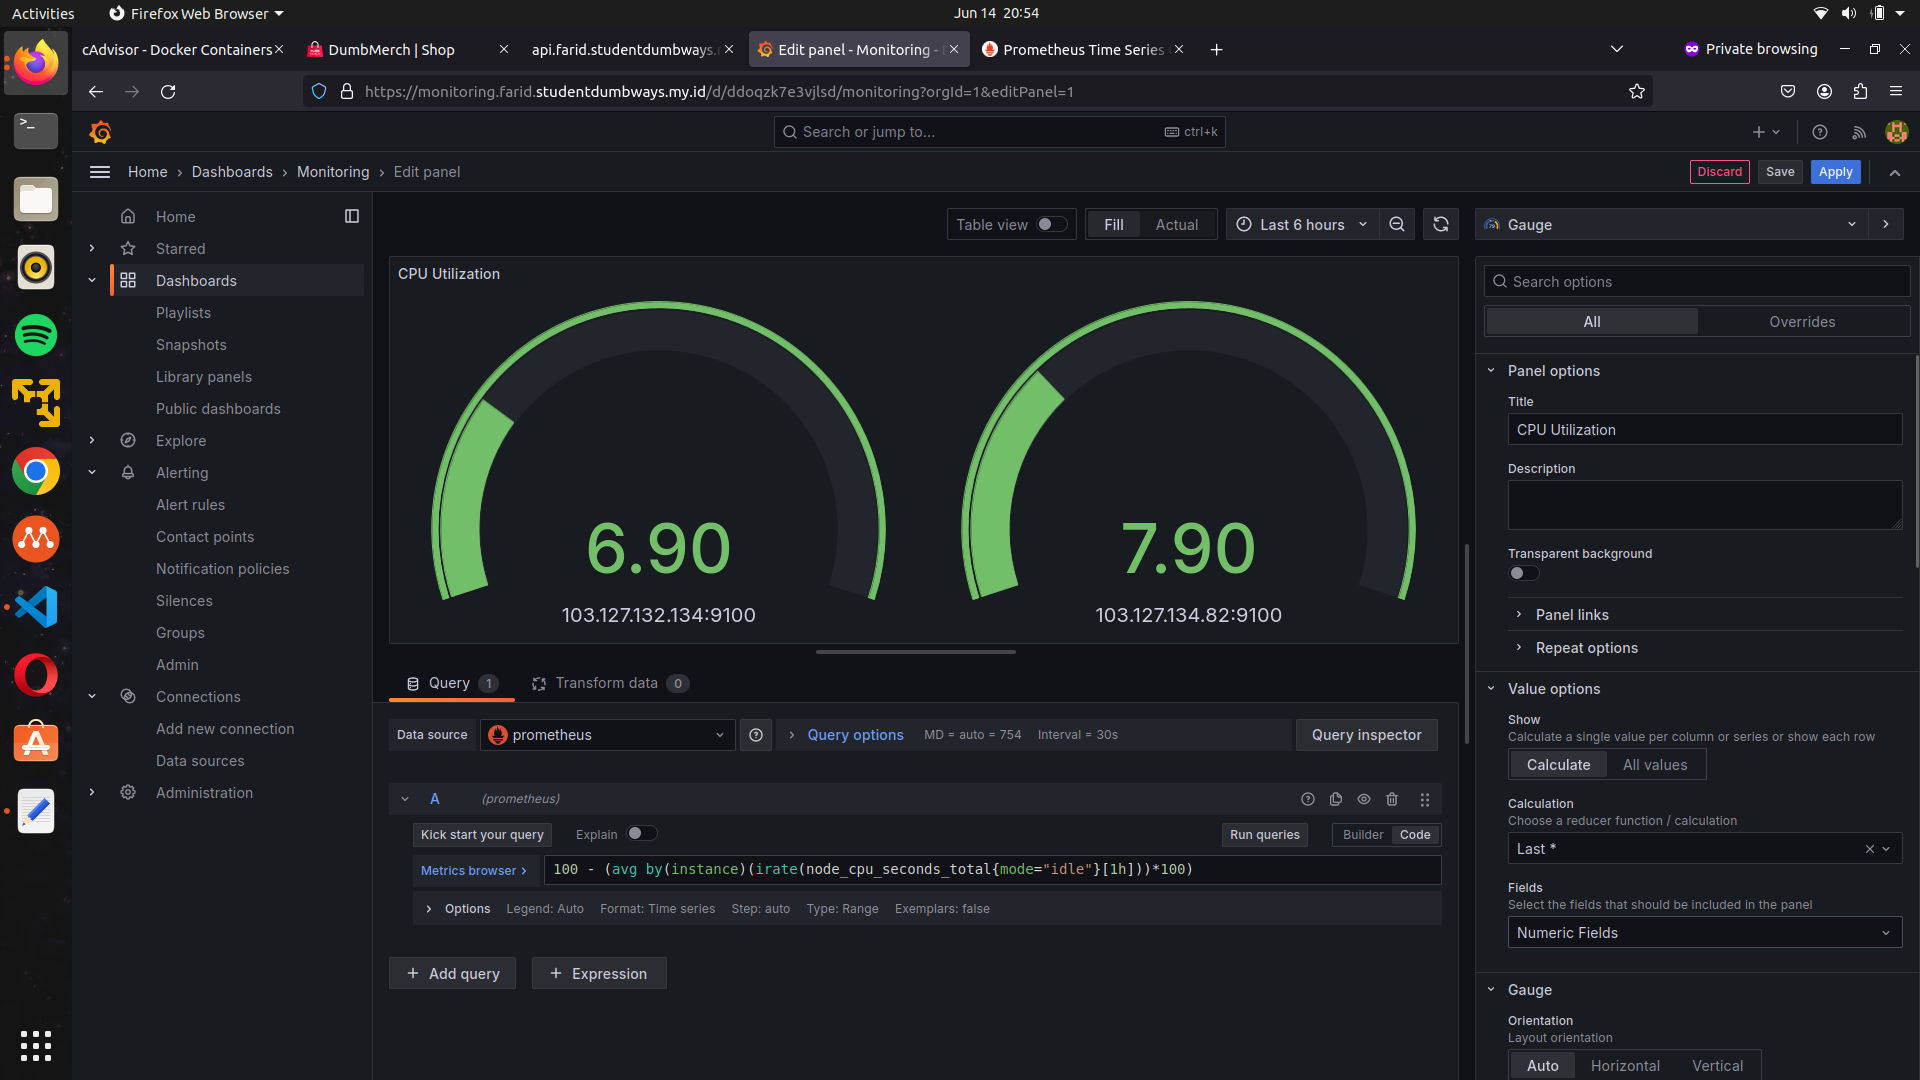 Activities
Firefox Web Browser
Jun 14 20:54
cAdvisor - Docker Containers
DumbMerch | Shop
api.farid.studentdumbways.
Edit panel - Monitoring -
Prometheus Time Series
Private browsing
https://monitoring.farid.studentdumbways.my.id/d/ddoqzk7e3vjlsd/monitoring?orgId=1&editPanel=1
Search or jump to...
ctrl+k
Home › Dashboards › Monitoring › Edit panel
Discard
Save
Apply
Home
Starred
Dashboards
Playlists
Snapshots
Library panels
Public dashboards
Explore
Alerting
Alert rules
Contact points
Notification policies
Silences
Groups
Admin
Connections
Add new connection
Data sources
Administration
Table view
Fill
Actual
Last 6 hours
CPU Utilization
6.90
103.127.132.134:9100
7.90
103.127.134.82:9100
Query 1
Transform data 0
Data source
prometheus
Query options
MD = auto = 754
Interval = 30s
Query inspector
A
(prometheus)
Kick start your query
Explain
Run queries
Builder
Code
Metrics browser >
100 - (avg by(instance)(irate(node_cpu_seconds_total{mode="idle"}[1h]))*100)
Options
Legend: Auto
Format: Time series
Step: auto
Type: Range
Exemplars: false
+ Add query
+ Expression
Gauge
Search options
All
Overrides
Panel options
Title
CPU Utilization
Description
Transparent background
Panel links
Repeat options
Value options
Show
Calculate a single value per column or series or show each row
Calculate
All values
Calculation
Choose a reducer function / calculation
Last *
Fields
Select the fields that should be included in the panel
Numeric Fields
Gauge
Orientation
Layout orientation
Auto
Horizontal
Vertical